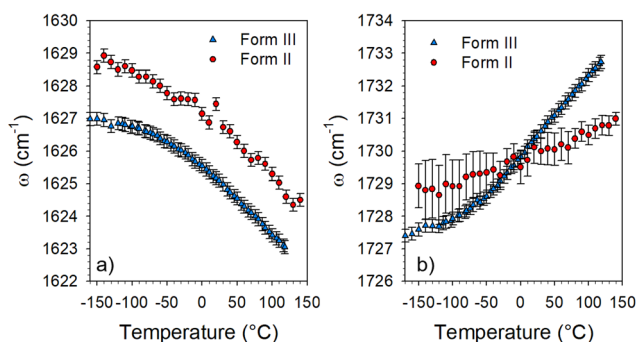 1630
1629
1628
1627
1626
1625
1624
1623
1622
ω (cm-1)
Form III
Form II
a)
-150 -100 -50 0 50 100 150
Temperature (°C)
1734
1733
1732
1731
1730
1729
1728
1727
1726
ω (cm-1)
Form III
Form II
b)
-150 -100 -50 0 50 100 150
Temperature (°C)